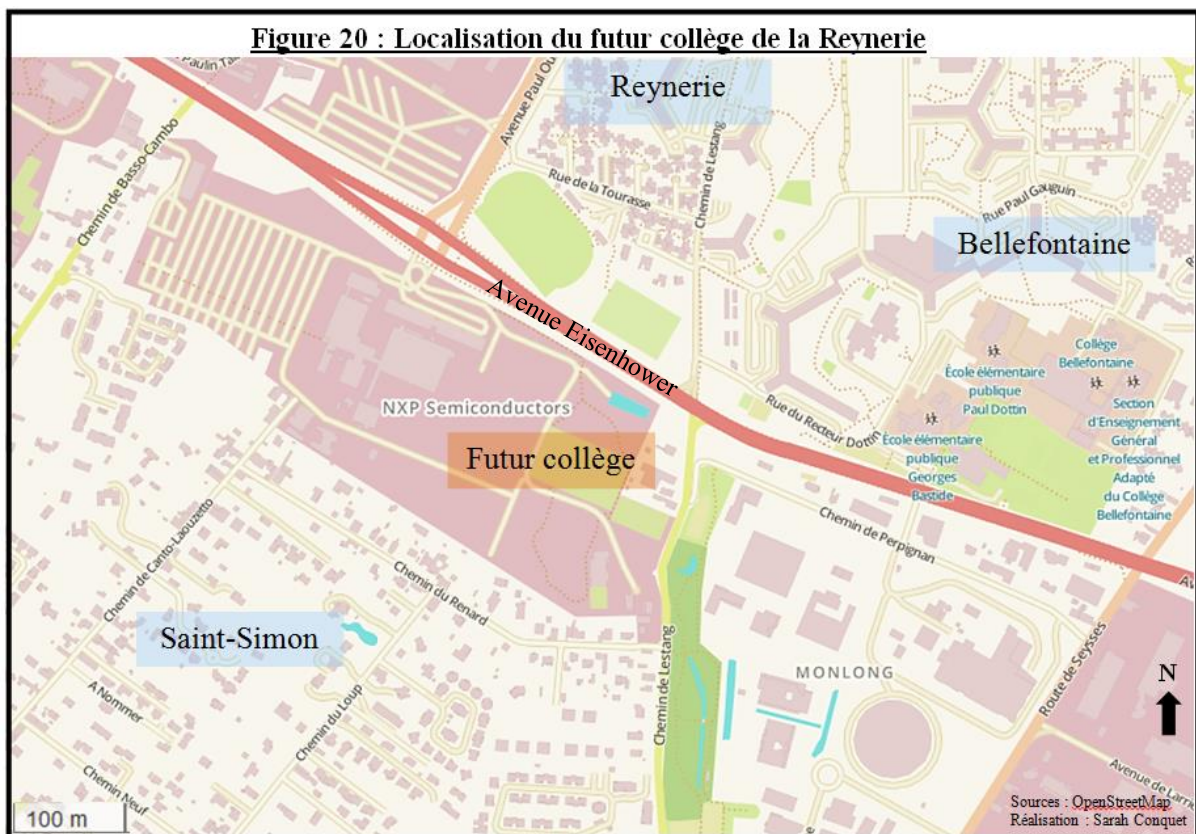 Figure 20 : Localisation du futur collège de la Reynerie
Chemin de Basso-Cambo
Avenue Paul Ou
Reynerie
Rue de la Tourasse
Chemin de Lestang
Rue Paul Gauguin
Bellefontaine
Avenue Eisenhower
École élémentaire
publique
Paul Dottin
Collège
Bellefontaine
Section
d'Enseignement
Général
et Professionnel
Adapté
du Collège
Bellefontaine
NXP Semiconductors
Rue du Recteur Dottin
École élémentaire
publique
Georges
Bastide
Futur collège
Chemin de Perpignan
Chemin de Canto-Laouzetto
Chemin du Renard
Saint-Simon
Chemin de Lestang
MONLONG
Route de Seysses
N
A Nommer
Chemin du Loup
Chemin Neuf
Avenue de Larr
100 m
Sources : OpenStreetMap
Réalisation : Sarah Conquet